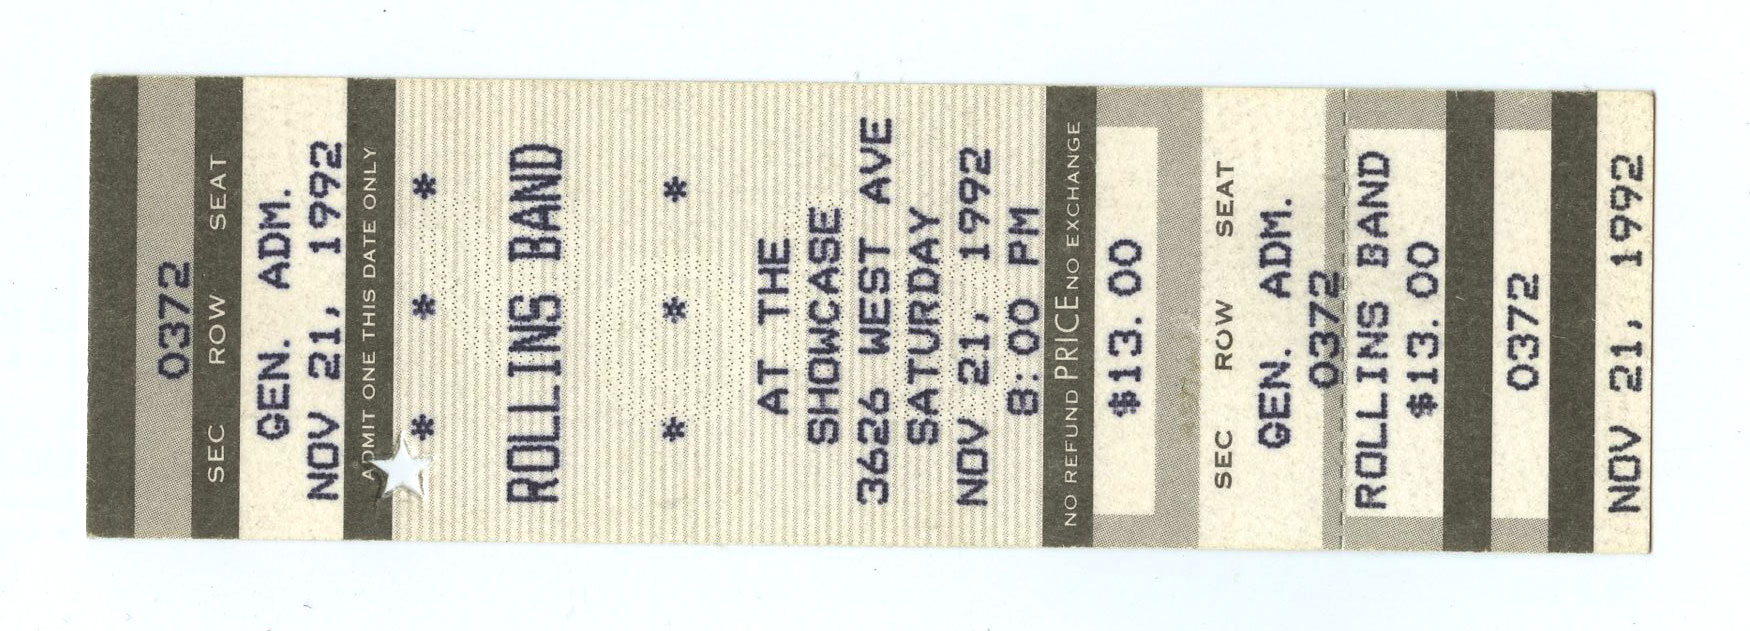 0372
SEC ROW SEAT
GEN. ADM.
NOV 21, 1992
ADMIT ONE THIS DATE ONLY
* * *
ROLLINS BAND
* * *
AT THE
SHOWCASE
3626 WEST AVE
SATURDAY
NOV 21, 1992
8:00 PM
NO REFUND PRICE NO EXCHANGE
$13.00
SEC ROW SEAT
GEN. ADM.
0372
ROLLINS BAND
$13.00
0372
NOV 21, 1992